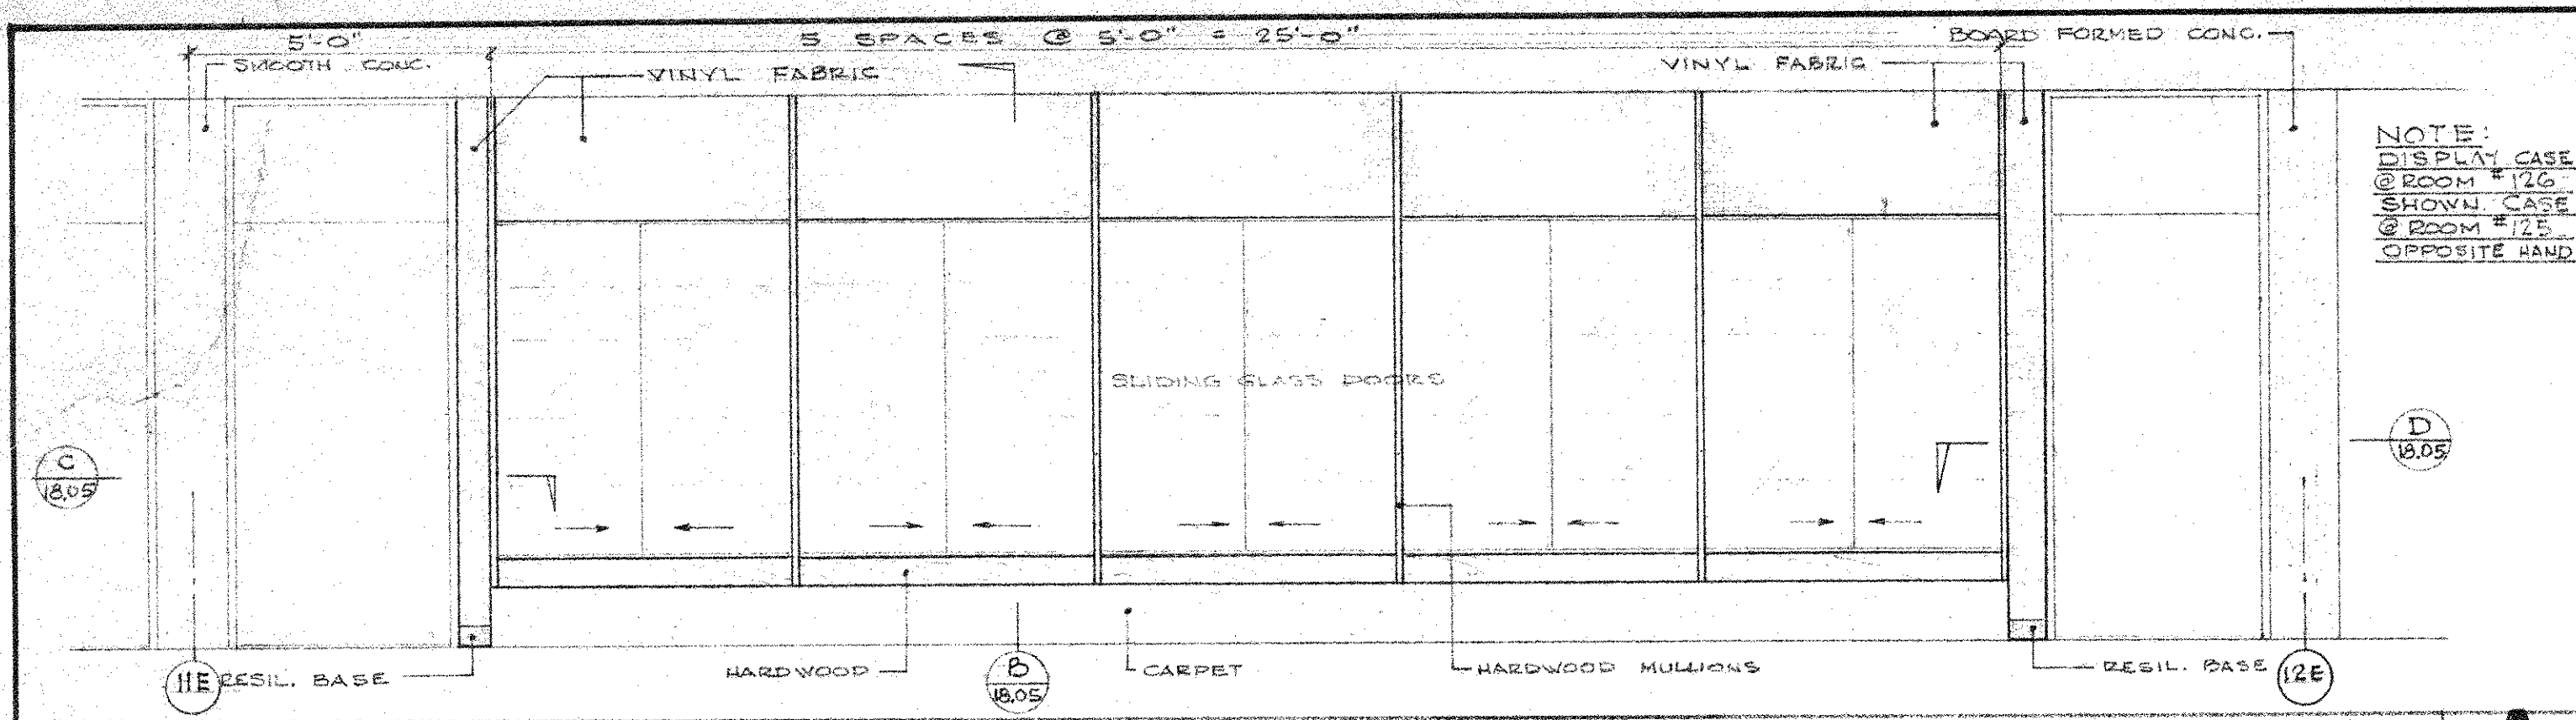 5'-0"
5 SPACES @ 5'-0" = 25'-0"
BOARD FORMED CONC.
SMOOTH CONC.
VINYL FABRIC
VINYL FABRIC
NOTE:
DISPLAY CASE
@ ROOM #126
SHOWN. CASE
@ ROOM #125
OPPOSITE HAND
SLIDING GLASS DOORS
C
18.05
D
18.05
11E
RESIL. BASE
HARDWOOD
B
18.05
CARPET
HARDWOOD MULLIONS
RESIL. BASE
12E